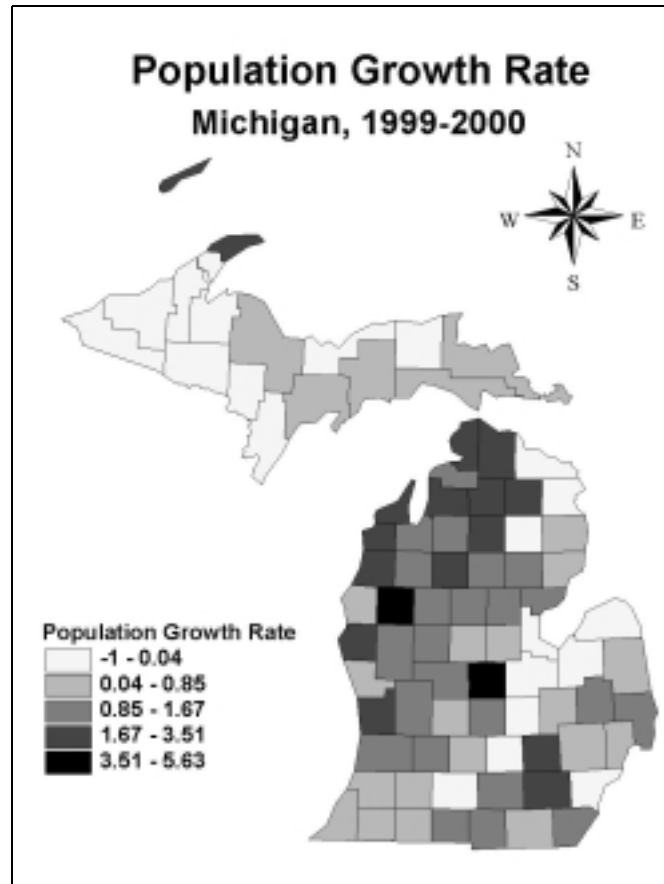 Population Growth Rate
Michigan, 1999-2000
N
W E
S
Population Growth Rate
-1 - 0.04
0.04 - 0.85
0.85 - 1.67
1.67 - 3.51
3.51 - 5.63